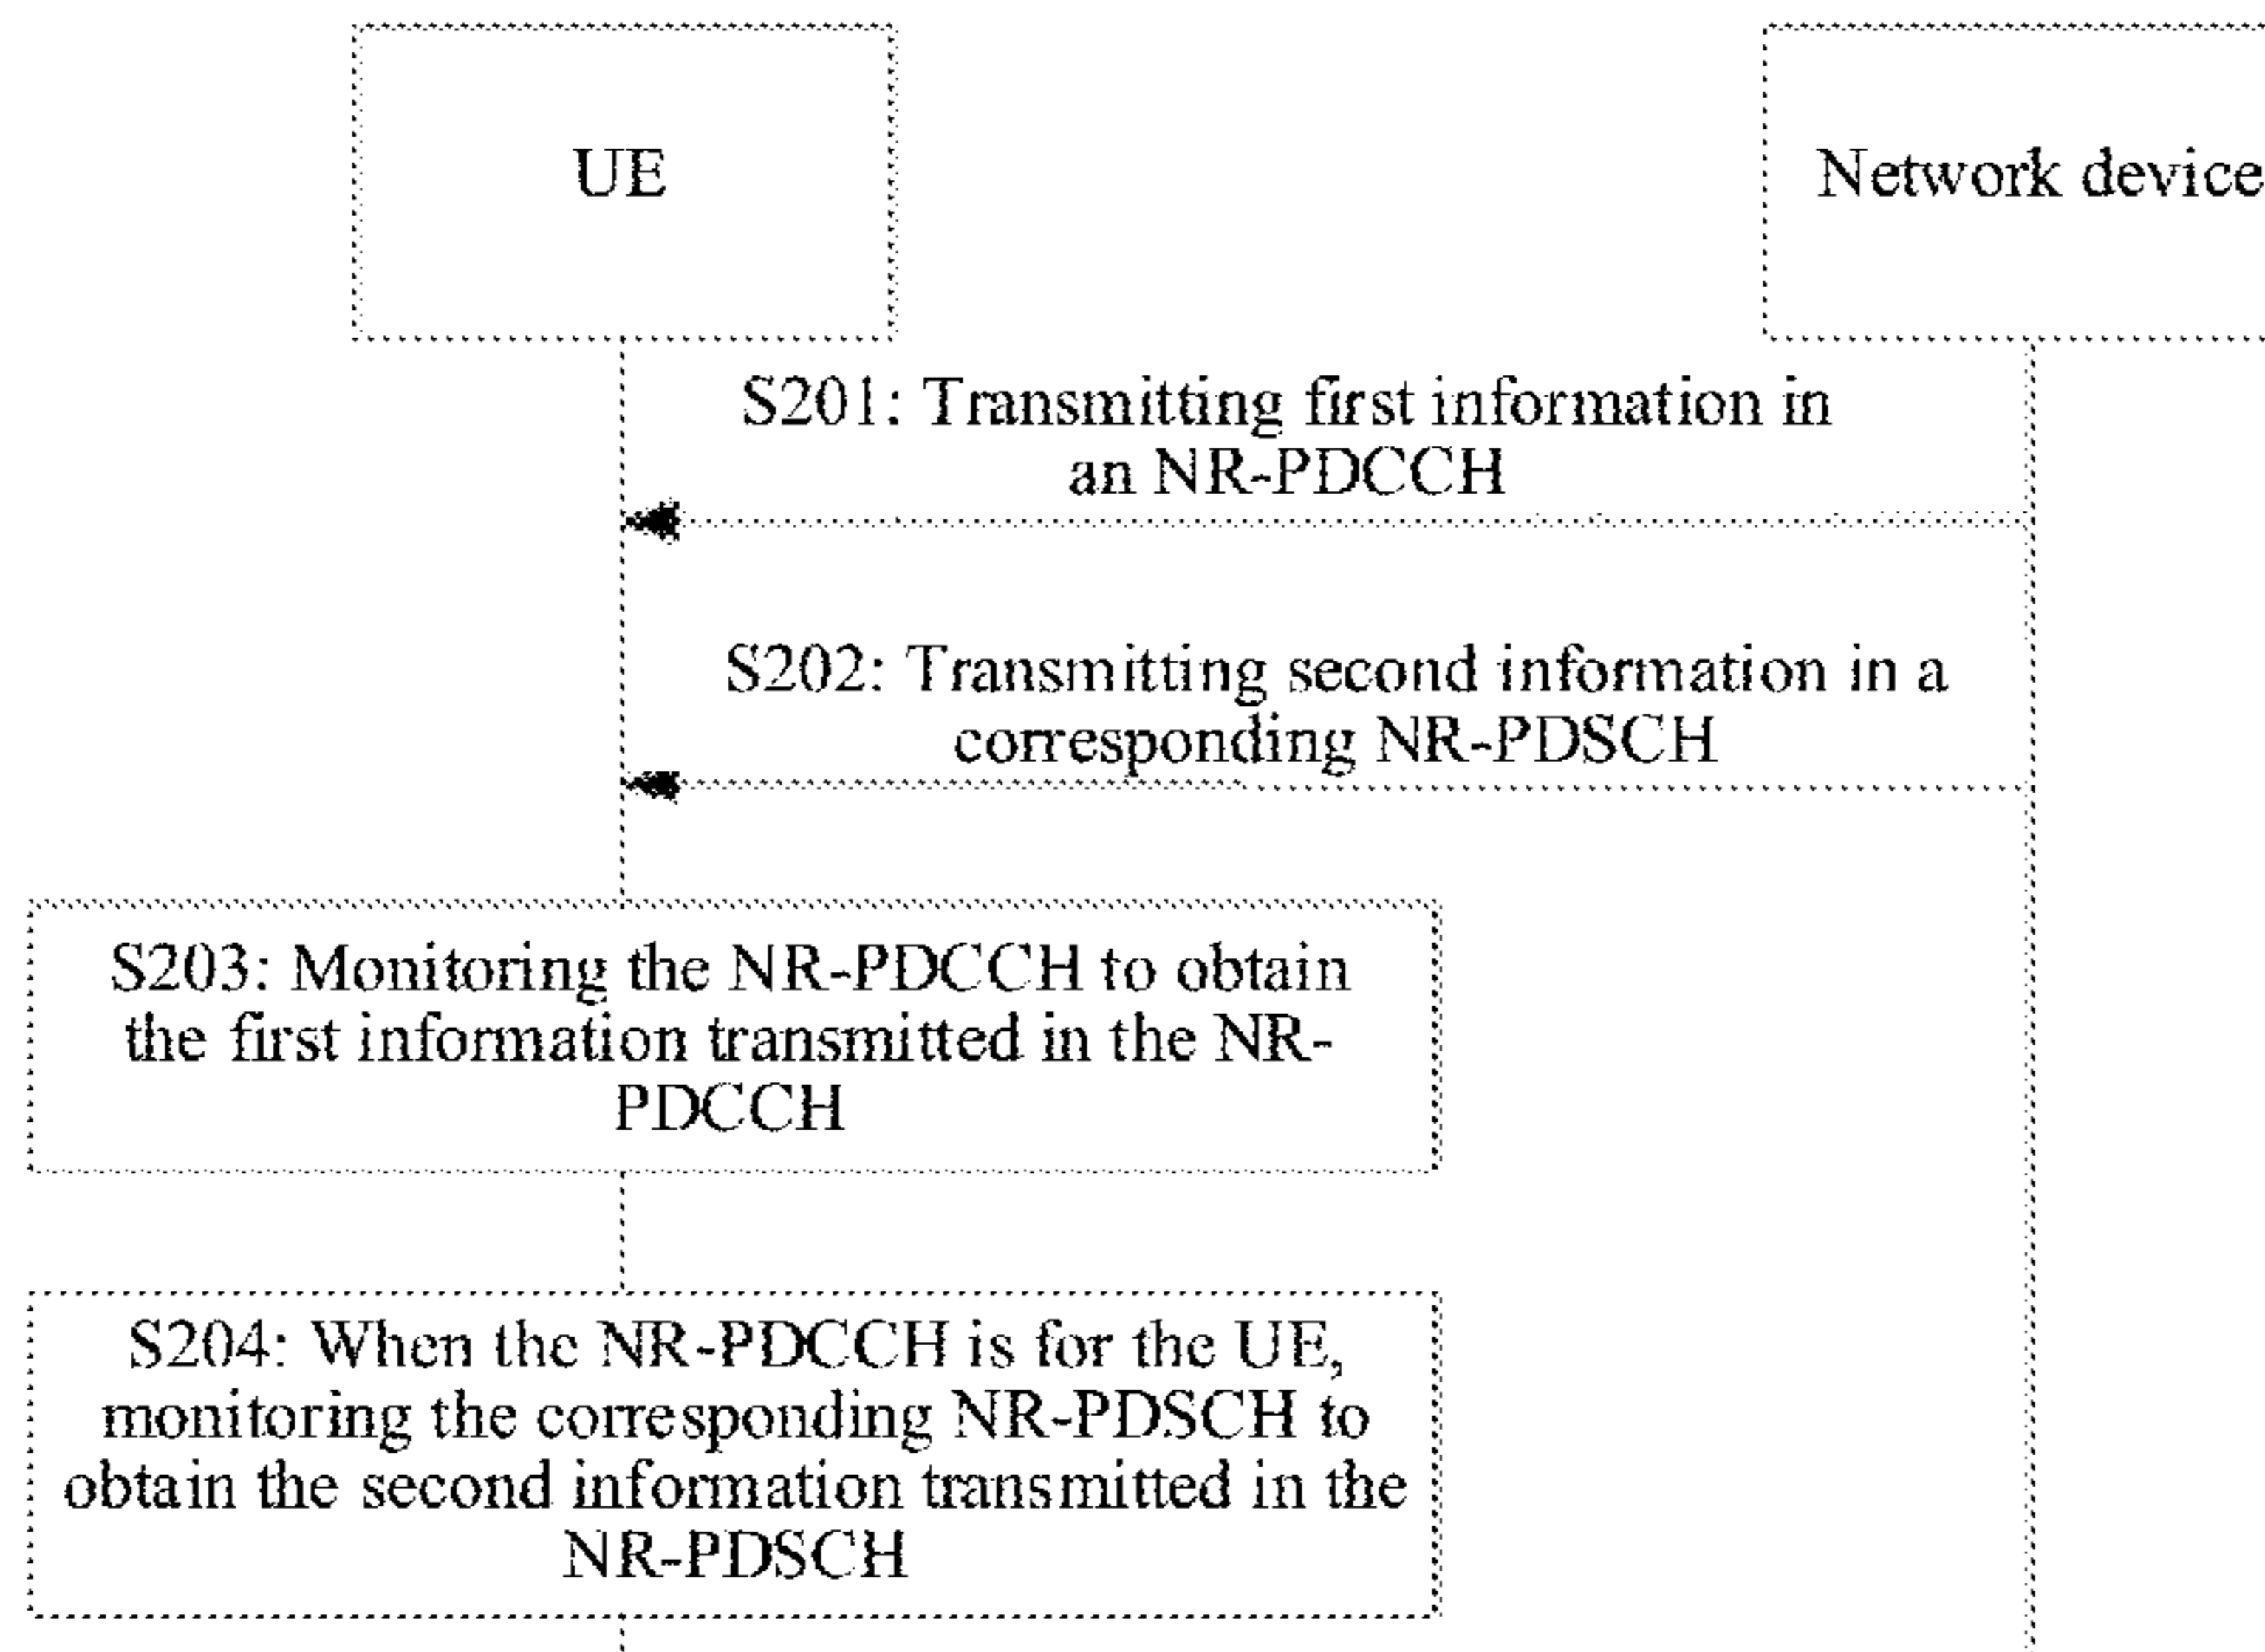 UE
Network device
S201: Transmitting first information in
an NR-PDCCH
S202: Transmitting second information in a
corresponding NR-PDSCH
S203: Monitoring the NR-PDCCH to obtain
the first information transmitted in the NR-
PDCCH
S204: When the NR-PDCCH is for the UE,
monitoring the corresponding NR-PDSCH to
obtain the second information transmitted in the
NR-PDSCH